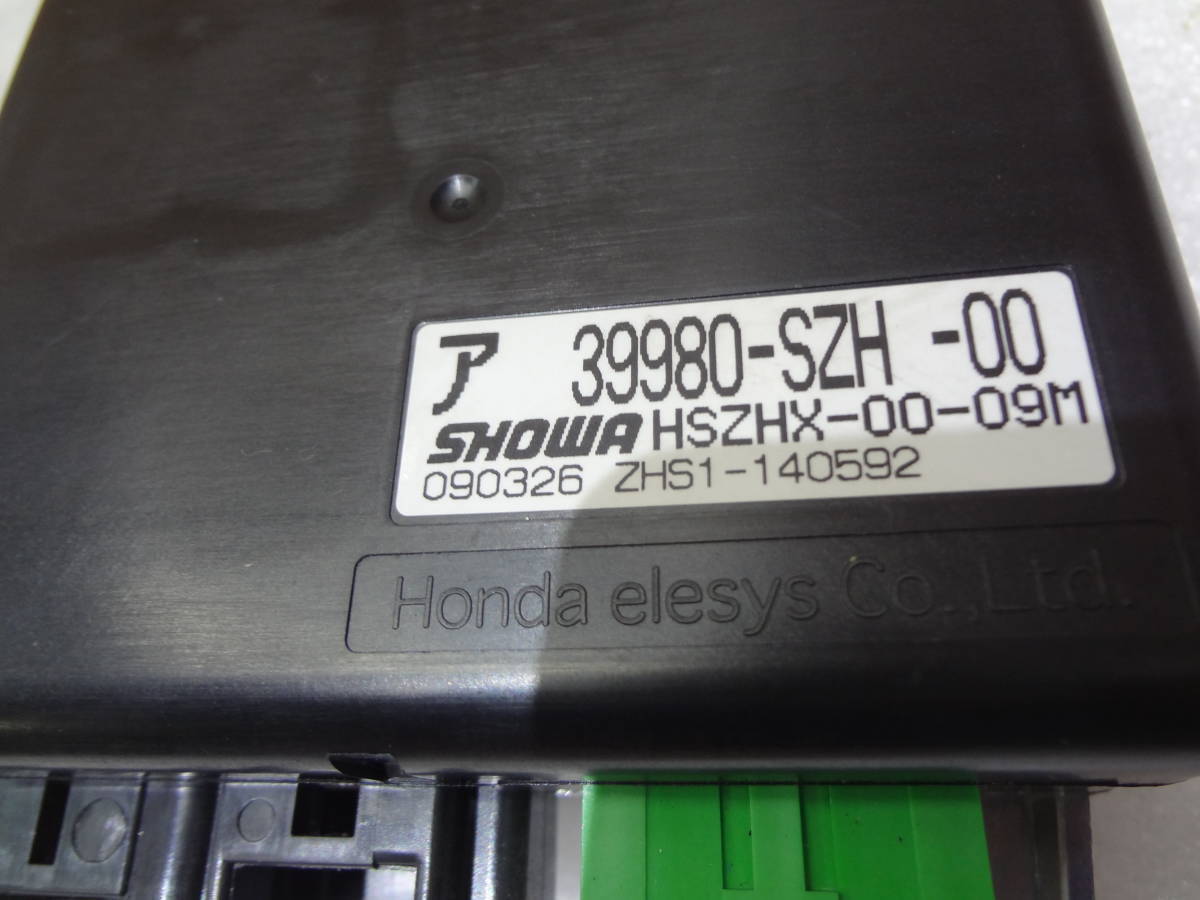 ア 39980-SZH -00
SHOWA HSZHX-00-09M
090326 ZHS1-140592
Honda elesys Co.,Ltd.